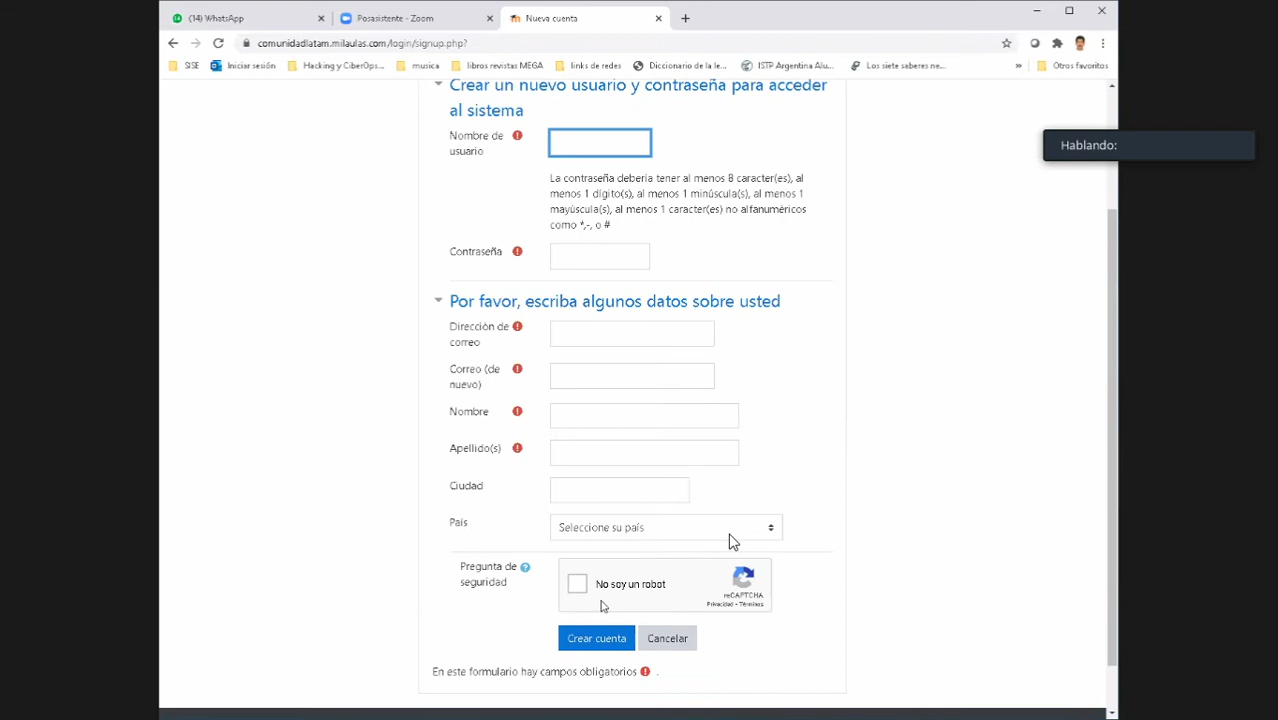 (14) WhatsApp
Posasistente - Zoom
Nueva cuenta
comunidadlatam.milaulas.com/login/signup.php?
SISE
Iniciar sesión
Hacking y CiberOps...
musica
libros revistas MEGA
links de redes
Diccionario de la le...
ISTP Argentina Alu...
Los siete saberes ne...
»
Otros favoritos
Crear un nuevo usuario y contraseña para acceder
al sistema
Nombre de
usuario
Hablando:
La contraseña debería tener al menos 8 caracter(es), al
menos 1 dígito(s), al menos 1 minúscula(s), al menos 1
mayúscula(s), al menos 1 caracter(es) no alfanuméricos
como *,-, o #
Contraseña
Por favor, escriba algunos datos sobre usted
Dirección de
correo
Correo (de
nuevo)
Nombre
Apellido(s)
Ciudad
País
Seleccione su país
Pregunta de
seguridad
No soy un robot
reCAPTCHA
Privacidad - Términos
Crear cuenta
Cancelar
En este formulario hay campos obligatorios .